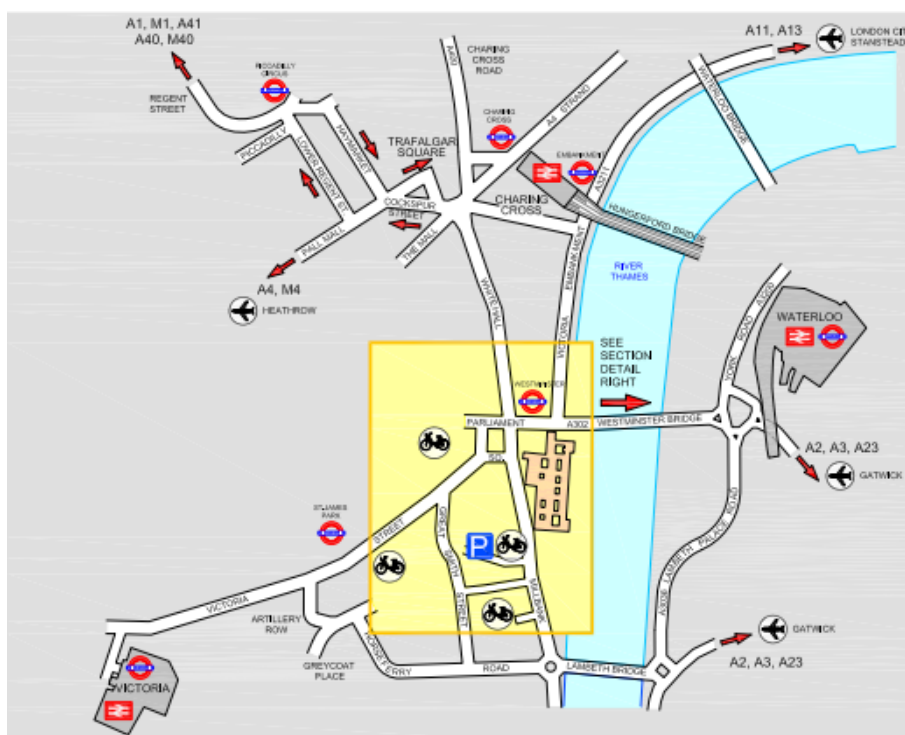 A1, M1, A41
A40, M40
REGENT
STREET
PICCADILLY
CIRCUS
PICCADILLY
HAYMARKET
LOWER REGENT ST.
TRAFALGAR
SQUARE
COCKSPUR
STREET
PALL MALL
THE MALL
A4, M4
HEATHROW
A400
CHARING
CROSS
ROAD
CHARING
CROSS
A4 STRAND
EMBANKMENT
CHARING
CROSS
A3211
HUNGERFORD BRIDGE
A11, A13
LONDON CIT
STANSTEAD
WATERLOO BRIDGE
RIVER
THAMES
WHITEHALL
VICTORIA
EMBANKMENT
SEE
SECTION
DETAIL
RIGHT
WATERLOO
YORK
ROAD A3200
WESTMINSTER
PARLIAMENT
SQ.
A302
WESTMINSTER BRIDGE
A2, A3, A23
GATWICK
ST.JAMES
PARK
VICTORIA
STREET
GREAT
SMITH
STREET
P
MILLBANK
A3036 LAMBETH PALACE ROAD
ARTILLERY
ROW
GREYCOAT
PLACE
HORSEFERRY
ROAD
LAMBETH BRIDGE
GATWICK
A2, A3, A23
VICTORIA